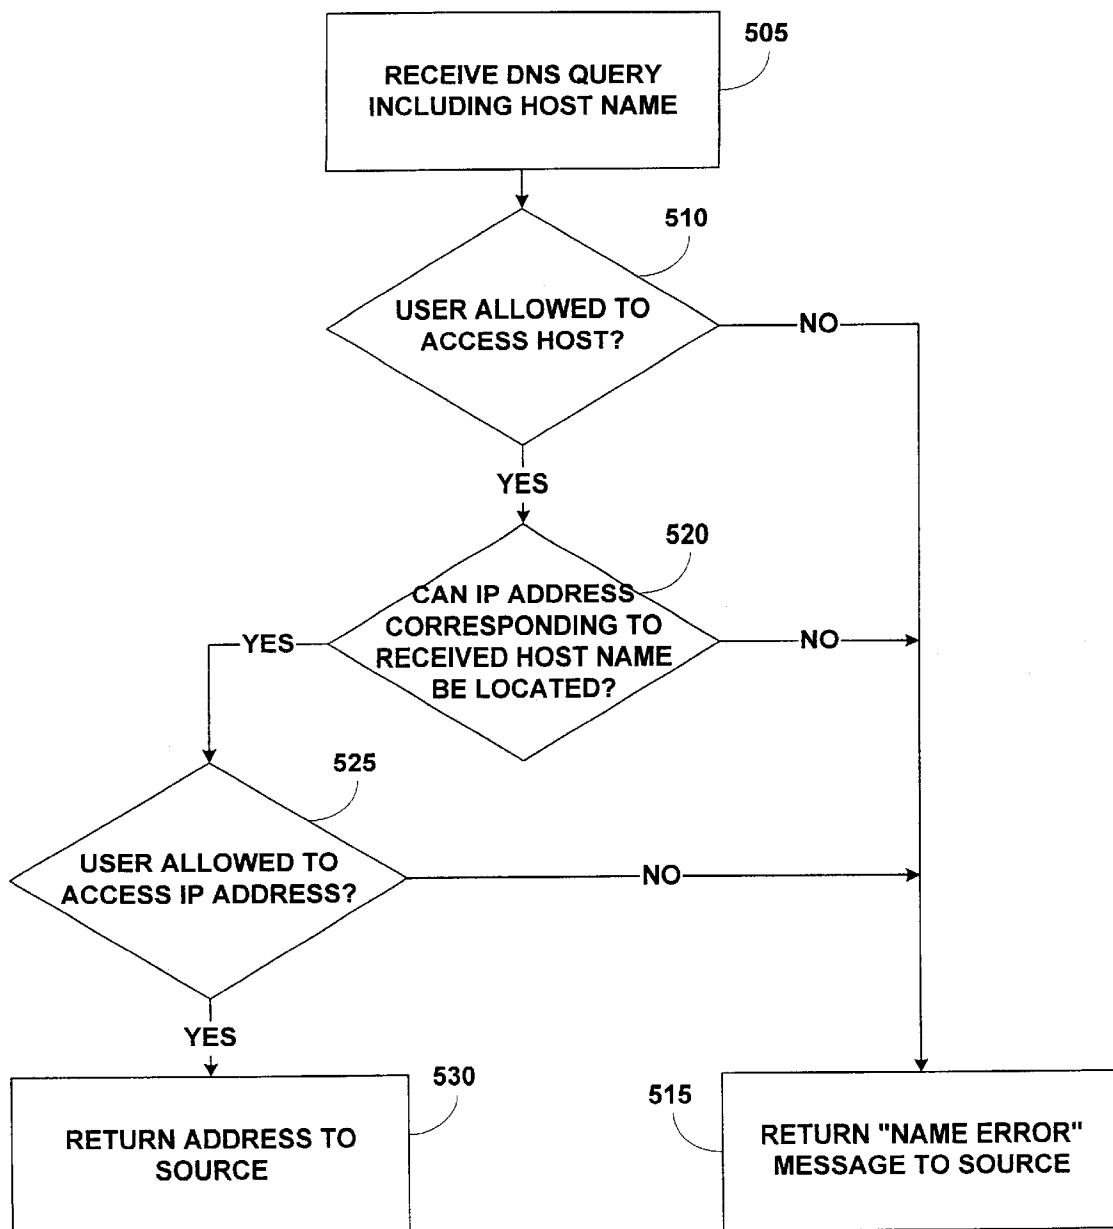 505
RECEIVE DNS QUERY
INCLUDING HOST NAME
510
USER ALLOWED TO
ACCESS HOST?
NO
YES
520
CAN IP ADDRESS
CORRESPONDING TO
RECEIVED HOST NAME
BE LOCATED?
YES
NO
525
USER ALLOWED TO
ACCESS IP ADDRESS?
NO
YES
530
RETURN ADDRESS TO
SOURCE
515
RETURN "NAME ERROR"
MESSAGE TO SOURCE